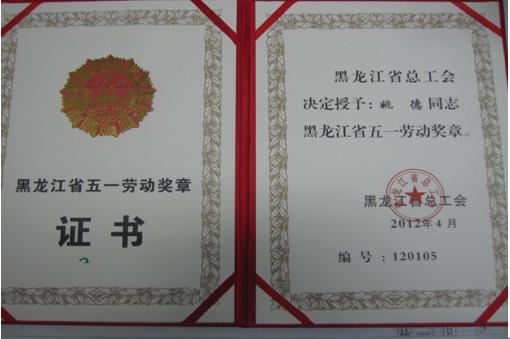 黑龙江省五一劳动奖章
证书
黑龙江省总工会
决定授予：姚 德 同志
黑龙江省五一劳动奖章。
黑龙江省总工会
2012年4月
编号：120105